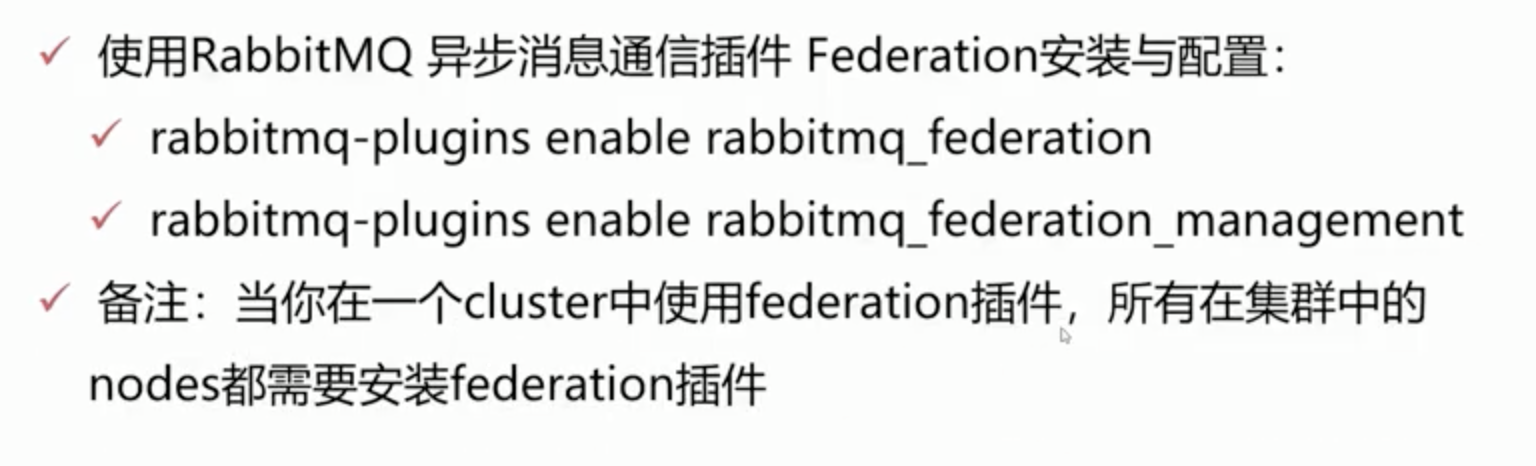 使用RabbitMQ 异步消息通信插件 Federation安装与配置：
rabbitmq-plugins enable rabbitmq_federation
rabbitmq-plugins enable rabbitmq_federation_management
备注：当你在一个cluster中使用federation插件，所有在集群中的
nodes都需要安装federation插件